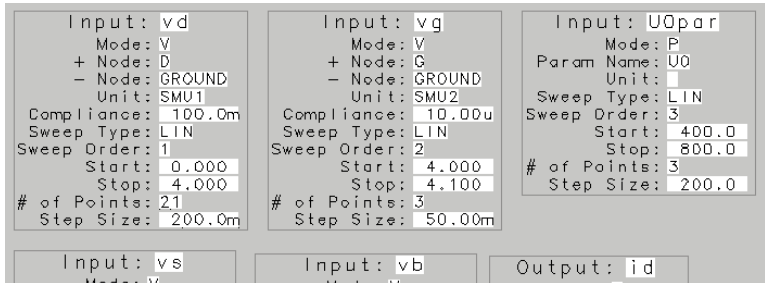 Input: vd
Mode: V
+ Node: D
- Node: GROUND
Unit: SMU1
Compliance: 100.0m
Sweep Type: LIN
Sweep Order: 1
Start: 0.000
Stop: 4.000
# of Points: 21
Step Size: 200.0m
Input: vg
Mode: V
+ Node: G
- Node: GROUND
Unit: SMU2
Compliance: 10.00u
Sweep Type: LIN
Sweep Order: 2
Start: 4.000
Stop: 4.100
# of Points: 3
Step Size: 50.00m
Input: UOpar
Mode: P
Param Name: UO
Unit:
Sweep Type: LIN
Sweep Order: 3
Start: 400.0
Stop: 800.0
# of Points: 3
Step Size: 200.0
Input: vs
Mode: V
Input: vb
Output: id